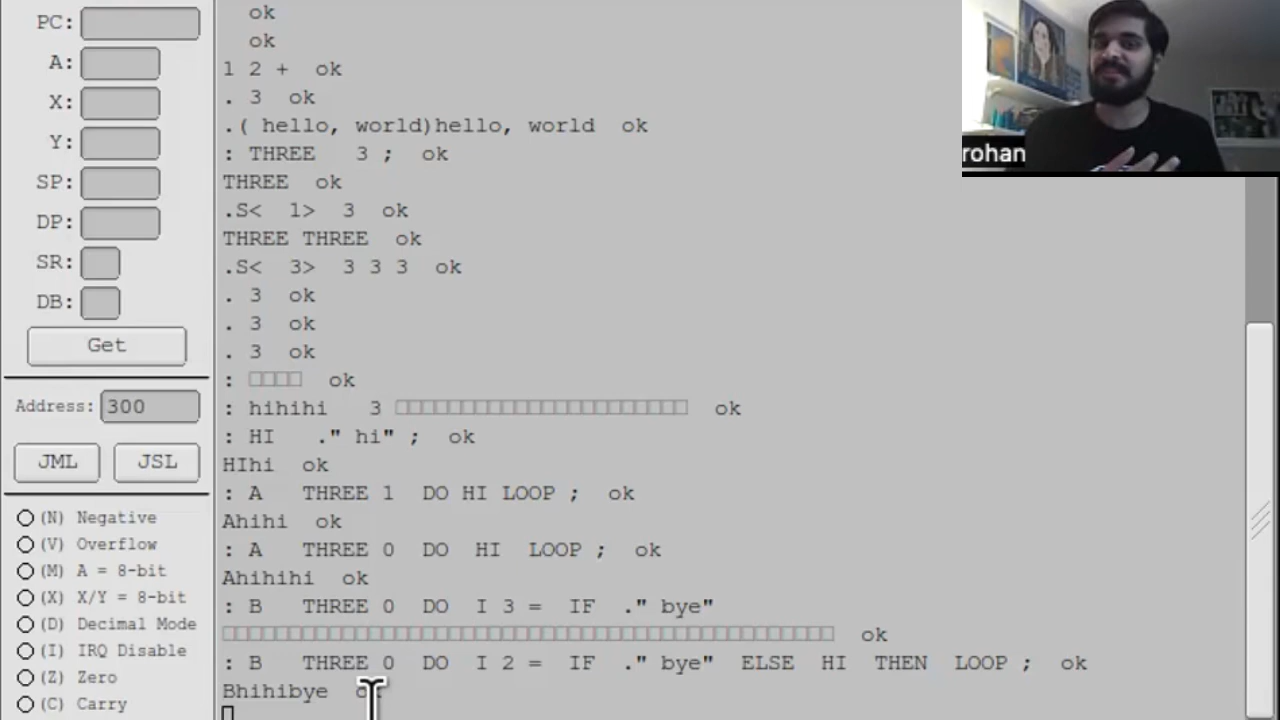 PC:
A:
X:
Y:
SP:
DP:
SR:
DB:
Get
Address: 300
JML JSL
(N) Negative
(V) Overflow
(M) A = 8-bit
(X) X/Y = 8-bit
(D) Decimal Mode
(I) IRQ Disable
(Z) Zero
(C) Carry
ok
ok
1 2 + ok
. 3 ok
.( hello, world)hello, world ok
: THREE 3 ; ok
THREE ok
.S< 1> 3 ok
THREE THREE ok
.S< 3> 3 3 3 ok
. 3 ok
. 3 ok
. 3 ok
: □□□□ ok
: hihihi 3 □□□□□□□□□□□□□□□□□□□□□□ ok
: HI ." hi" ; ok
HIhi ok
: A THREE 1 DO HI LOOP ; ok
Ahihi ok
: A THREE 0 DO HI LOOP ; ok
Ahihihi ok
: B THREE 0 DO I 3 = IF ." bye"
□□□□□□□□□□□□□□□□□□□□□□□□□□□□□□□□□□□□□□□□□□□□□□ ok
: B THREE 0 DO I 2 = IF ." bye" ELSE HI THEN LOOP ; ok
Bhihibye ok
rohan